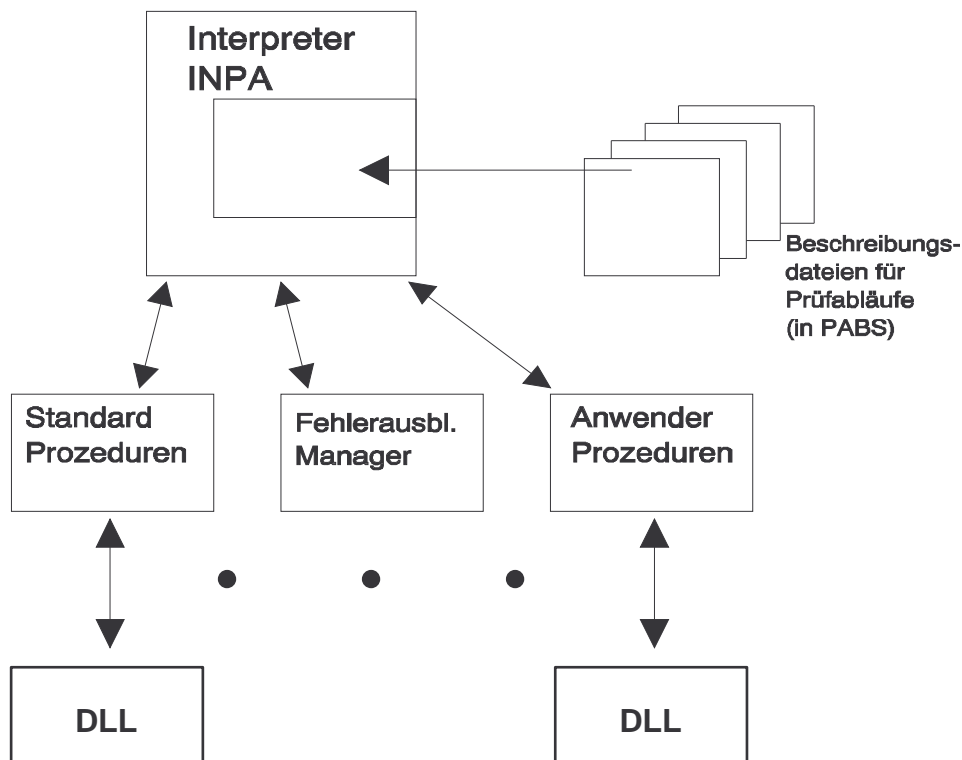 Interpreter
INPA
Beschreibungs-
dateien für
Prüfabläufe
(in PABS)
Standard
Prozeduren
Fehlerausbl.
Manager
Anwender
Prozeduren
DLL
DLL